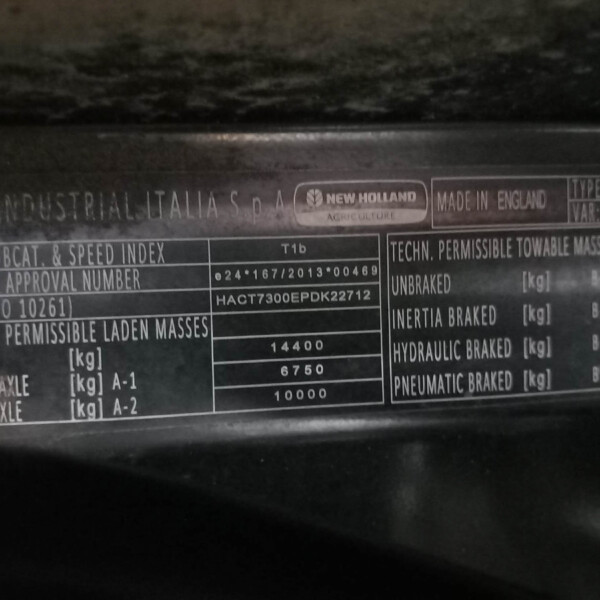 INDUSTRIAL ITALIA S.p.A. NEW HOLLAND
AGRICULTURE
MADE IN ENGLAND
TYPE
VAR:
BCAT. & SPEED INDEX T1b
APPROVAL NUMBER e24*167/2013*00469
O 10261) HACT7300EPDK22712
PERMISSIBLE LADEN MASSES
[kg] 14400
AXLE [kg] A-1 6750
XLE [kg] A-2 10000
TECHN. PERMISSIBLE TOWABLE MASS
UNBRAKED [kg] B
INERTIA BRAKED [kg] B
HYDRAULIC BRAKED [kg] B
PNEUMATIC BRAKED [kg] B